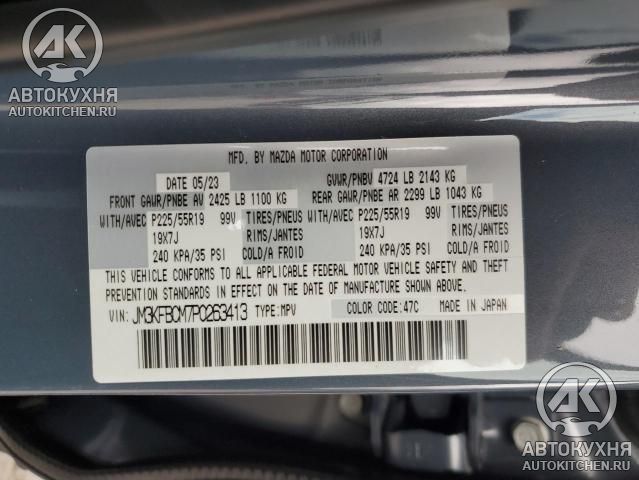 АК
АВТОКУХНЯ
AUTOKITCHEN.RU
MFD. BY MAZDA MOTOR CORPORATION
DATE 05/23 GVWR/PNBV 4724 LB 2143 KG
FRONT GAWR/PNBE AV 2425 LB 1100 KG REAR GAWR/PNBE AR 2299 LB 1043 KG
WITH/AVEC P225/55R19 99V TIRES/PNEUS WITH/AVEC P225/55R19 99V TIRES/PNEUS
19X7J RIMS/JANTES 19X7J RIMS/JANTES
240 KPA/35 PSI COLD/A FROID 240 KPA/35 PSI COLD/A FROID
THIS VEHICLE CONFORMS TO ALL APPLICABLE FEDERAL MOTOR VEHICLE SAFETY AND THEFT
PREVENTION STANDARDS IN EFFECT ON THE DATE OF MANUFACTURE SHOWN ABOVE.
VIN: JM3KFBCM7P0263413 TYPE: MPV COLOR CODE: 47C MADE IN JAPAN
АК
АВТОКУХНЯ
AUTOKITCHEN.RU